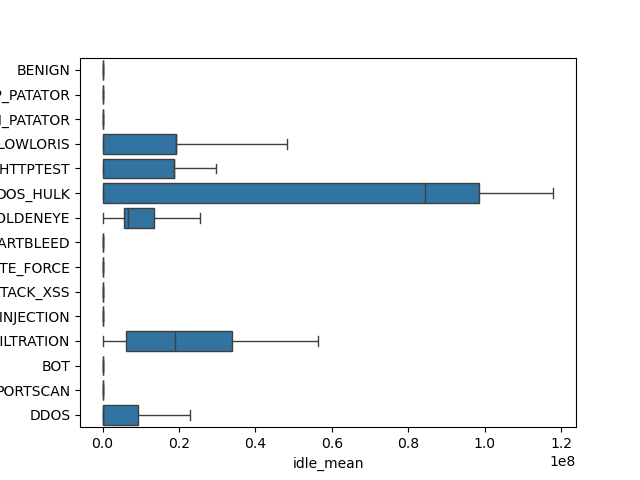 BENIGN
P_PATATOR
H_PATATOR
LOWLORIS
HTTPTEST
DOS_HULK
OLDENEYE
ARTBLEED
TE_FORCE
TACK_XSS
INJECTION
ILTRATION
BOT
PORTSCAN
DDOS
0.0 0.2 0.4 0.6 0.8 1.0 1.2
1e8
idle_mean